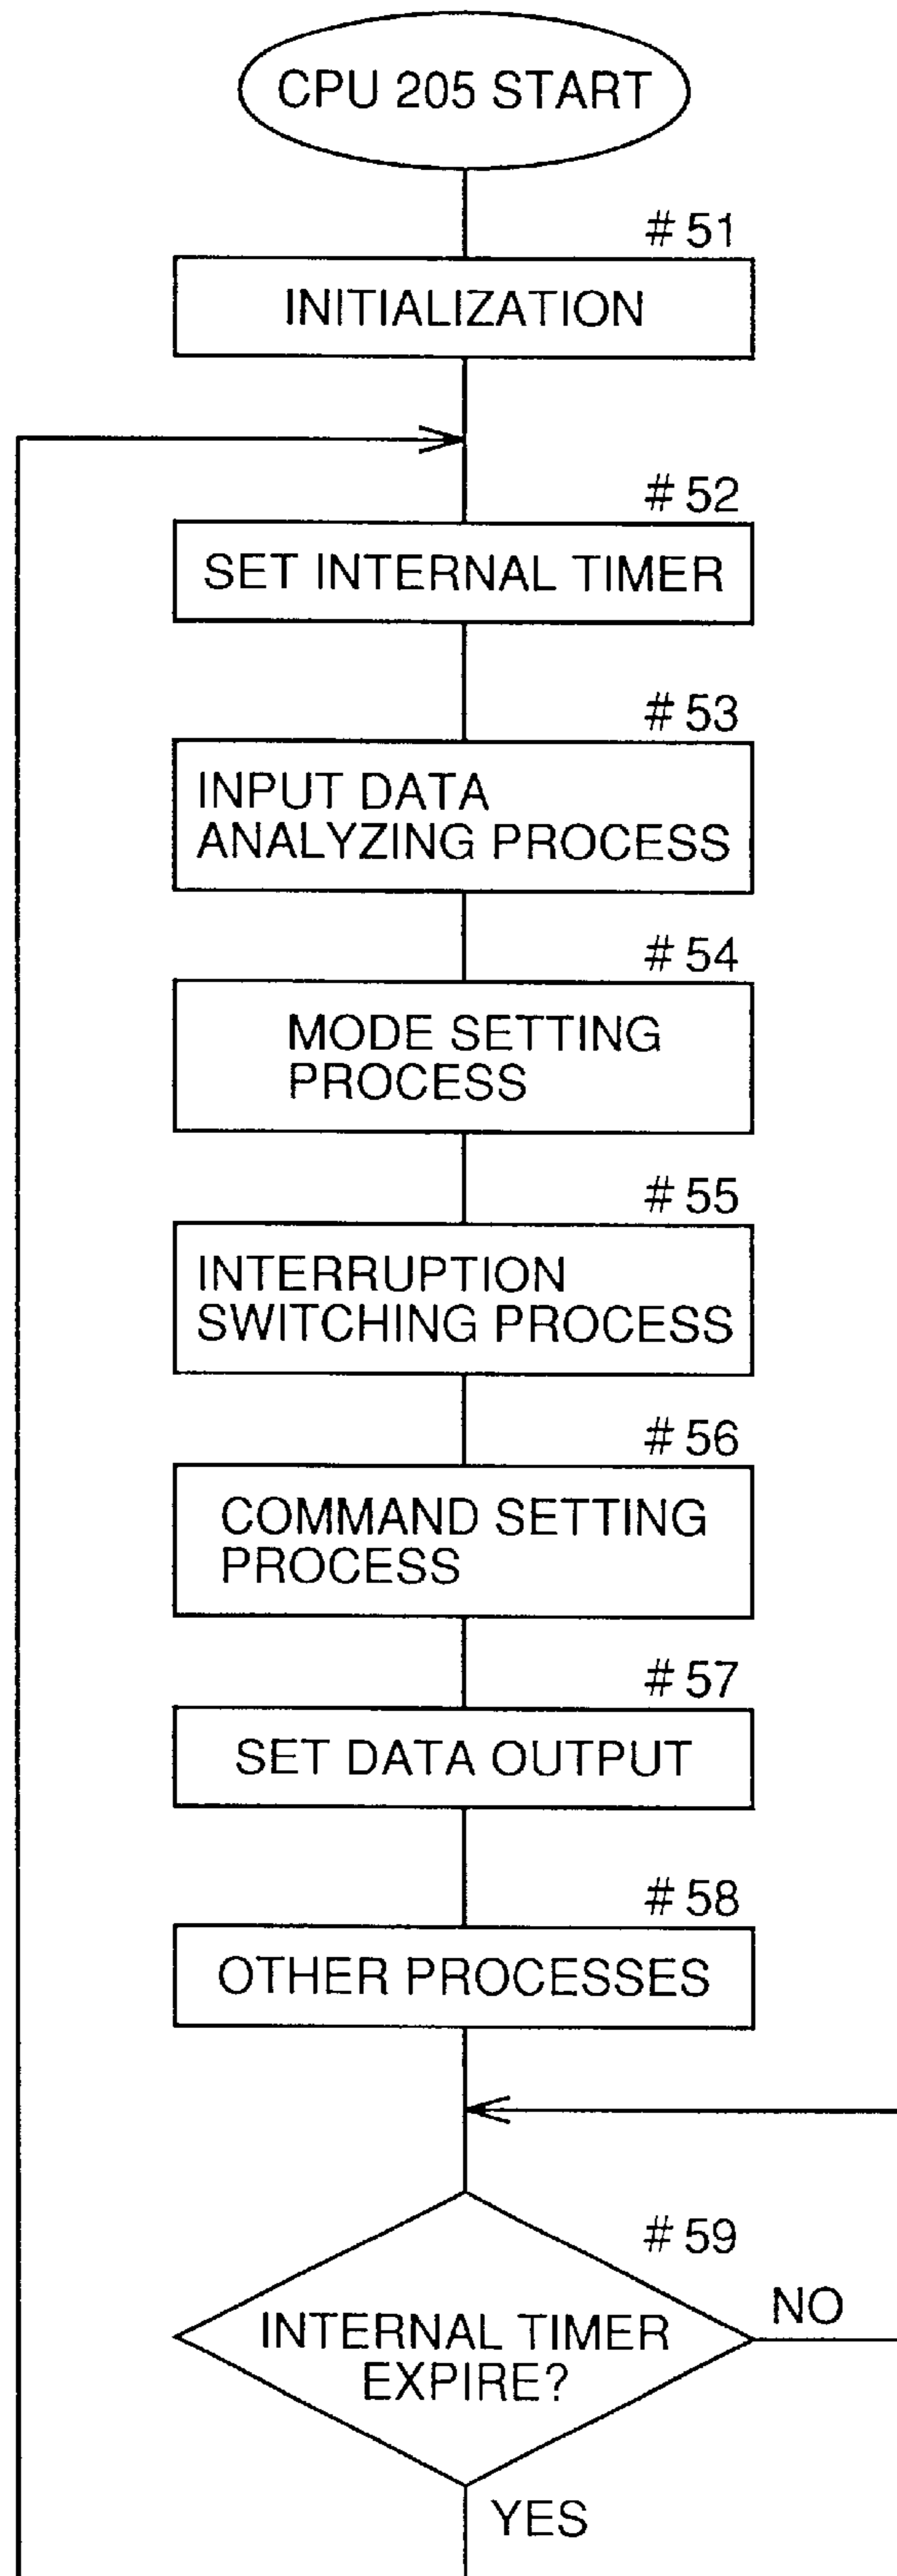 CPU 205 START
# 51
INITIALIZATION
# 52
SET INTERNAL TIMER
# 53
INPUT DATA
ANALYZING PROCESS
# 54
MODE SETTING
PROCESS
# 55
INTERRUPTION
SWITCHING PROCESS
# 56
COMMAND SETTING
PROCESS
# 57
SET DATA OUTPUT
# 58
OTHER PROCESSES
# 59
INTERNAL TIMER
EXPIRE?
NO
YES